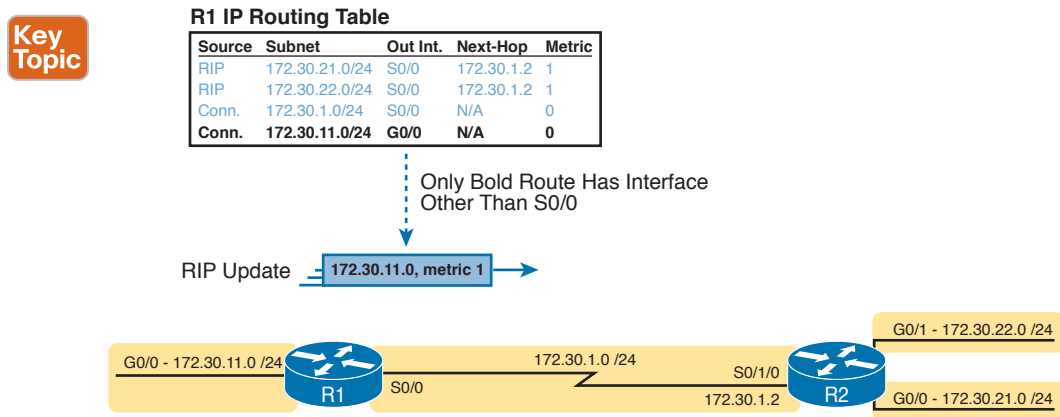 Key
Topic
R1 IP Routing Table
Source Subnet Out Int. Next-Hop Metric
RIP 172.30.21.0/24 S0/0 172.30.1.2 1
RIP 172.30.22.0/24 S0/0 172.30.1.2 1
Conn. 172.30.1.0/24 S0/0 N/A 0
Conn. 172.30.11.0/24 G0/0 N/A 0
Only Bold Route Has Interface
Other Than S0/0
RIP Update
172.30.11.0, metric 1
G0/0 - 172.30.11.0 /24
R1
S0/0
172.30.1.0 /24
S0/1/0
172.30.1.2
R2
G0/1 - 172.30.22.0 /24
G0/0 - 172.30.21.0 /24